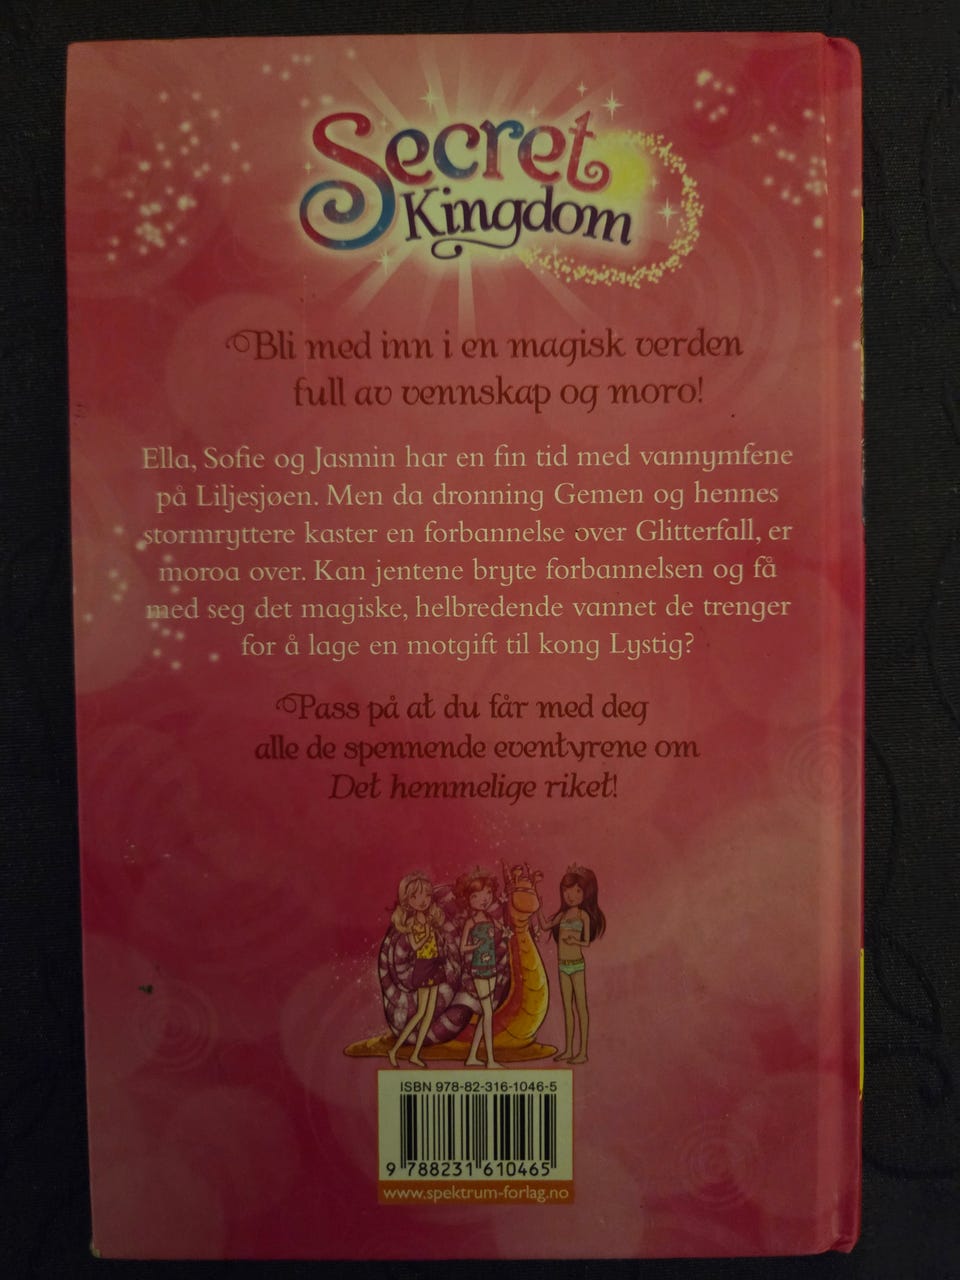 Secret
Kingdom
Bli med inn i en magisk verden
full av vennskap og moro!
Ella, Sofie og Jasmin har en fin tid med vannymfene
på Liljesjøen. Men da dronning Gemen og hennes
stormryttere kaster en forbannelse over Glitterfall, er
moroa over. Kan jentene bryte forbannelsen og få
med seg det magiske, helbredende vannet de trenger
for å lage en motgift til kong Lystig?
Pass på at du får med deg
alle de spennende eventyrene om
Det hemmelige riket!
ISBN 978-82-316-1046-5
9 788231 610465
www.spektrum-forlag.no